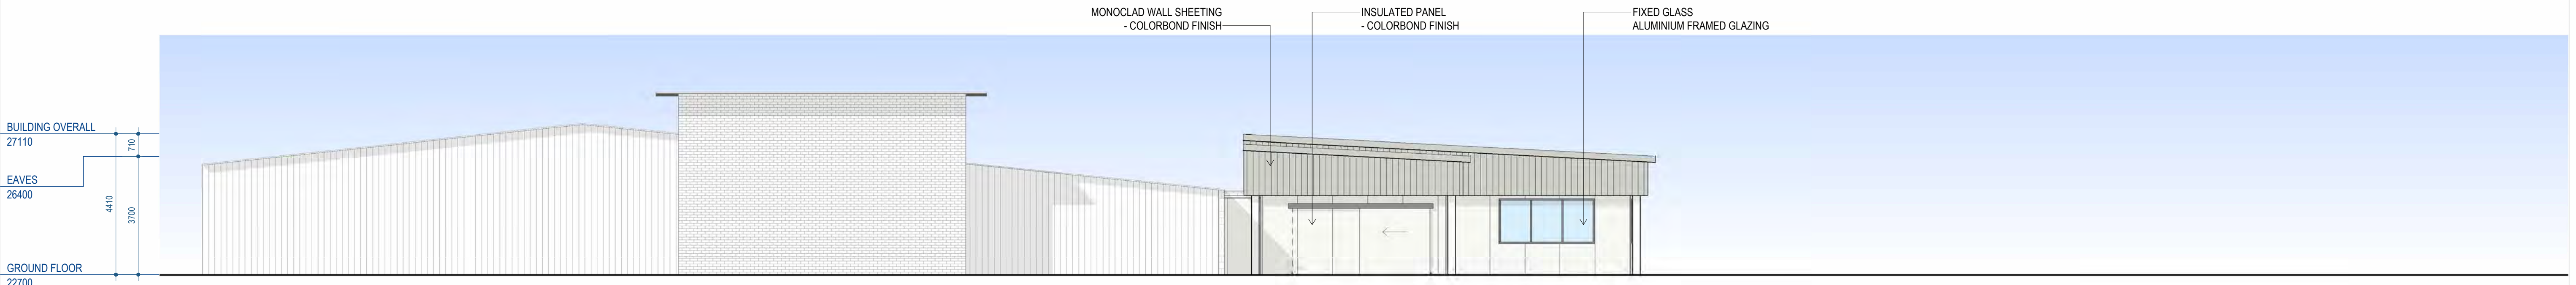 MONOCLAD WALL SHEETING
- COLORBOND FINISH
INSULATED PANEL
- COLORBOND FINISH
FIXED GLASS
ALUMINIUM FRAMED GLAZING
BUILDING OVERALL
27110
710
EAVES
26400
4410
3700
GROUND FLOOR
22700